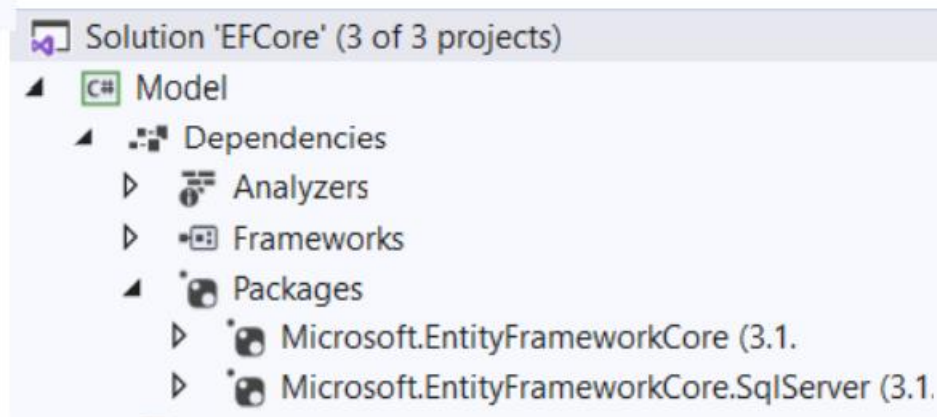 Solution 'EFCore' (3 of 3 projects)
C# Model
Dependencies
Analyzers
Frameworks
Packages
Microsoft.EntityFrameworkCore (3.1.
Microsoft.EntityFrameworkCore.SqlServer (3.1.